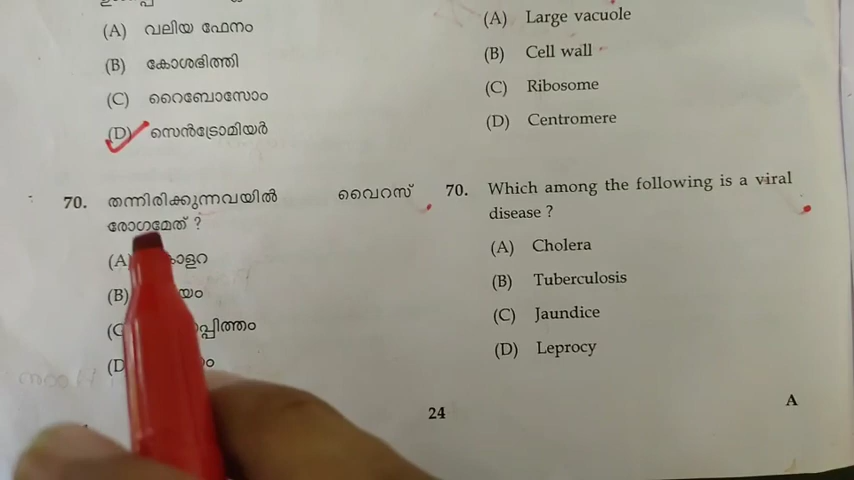 (A) വലിയ ഫേനം
(B) കോശഭിത്തി
(C) റൈബോസോം
(D) സെൻട്രോമിയർ
70. തന്നിരിക്കുന്നവയിൽ വൈറസ്
രോഗമേത് ?
(A)
(B)
(C
(D
(A) Large vacuole
(B) Cell wall
(C) Ribosome
(D) Centromere
70. Which among the following is a viral
disease ?
(A) Cholera
(B) Tuberculosis
(C) Jaundice
(D) Leprocy
24
A